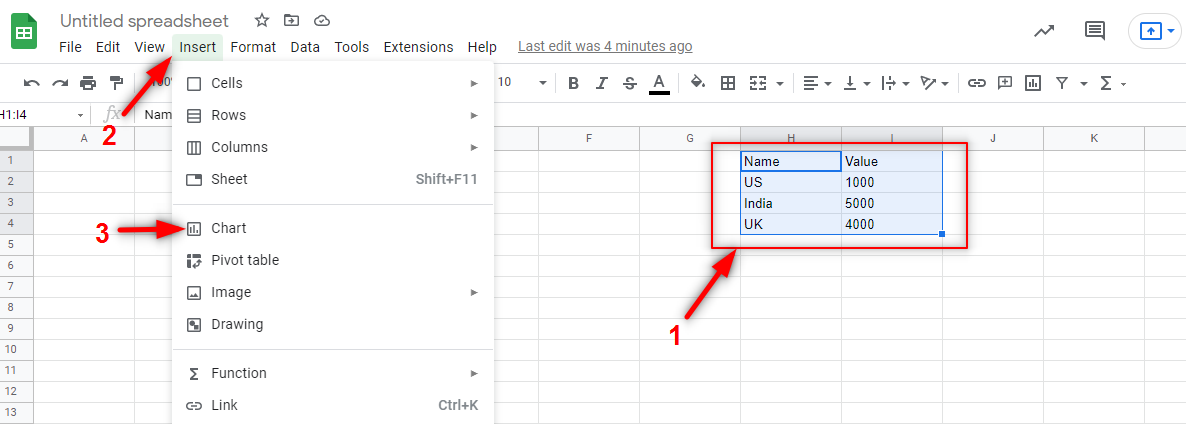 Untitled spreadsheet
File Edit View Insert Format Data Tools Extensions Help Last edit was 4 minutes ago
10 B I S A
H1:I4 fx Nam
A F G H I J K
Cells
Rows
Columns
Sheet Shift+F11
Chart
Pivot table
Image
Drawing
Function
Link Ctrl+K
1 Name Value
2 US 1000
3 India 5000
4 UK 4000
5
6
7
8
9
10
11
12
13
2
3
1